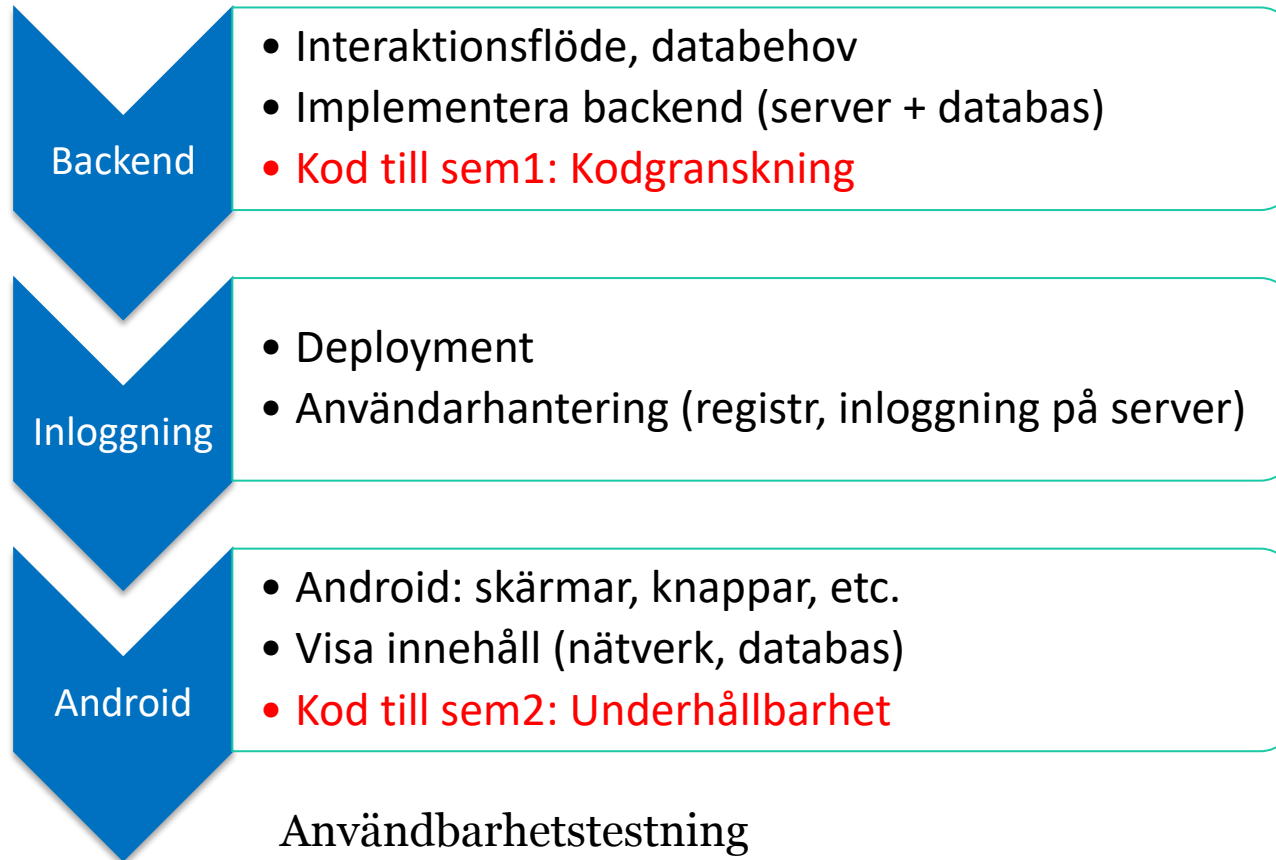 Backend
• Interaktionsflöde, databehov
• Implementera backend (server + databas)
• Kod till sem1: Kodgranskning
Inloggning
• Deployment
• Användarhantering (registr, inloggning på server)
Android
• Android: skärmar, knappar, etc.
• Visa innehåll (nätverk, databas)
• Kod till sem2: Underhållbarhet
Användbarhetstestning